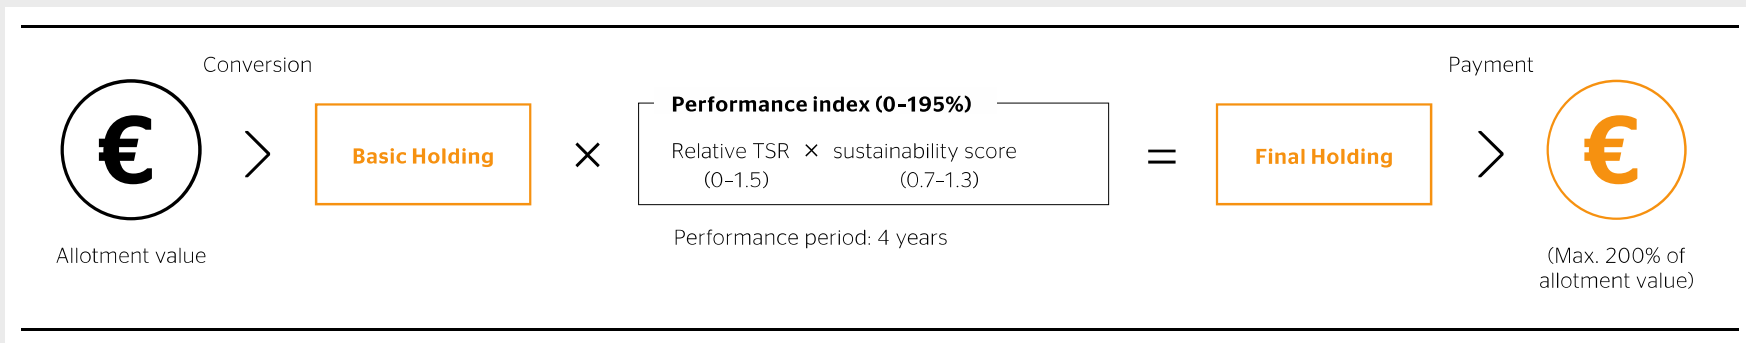 Conversion
€
>
Basic Holding
×
Performance index (0–195%)
Relative TSR × sustainability score
(0–1.5) (0.7–1.3)
=
Final Holding
>
Payment
€
Allotment value
Performance period: 4 years
(Max. 200% of
allotment value)